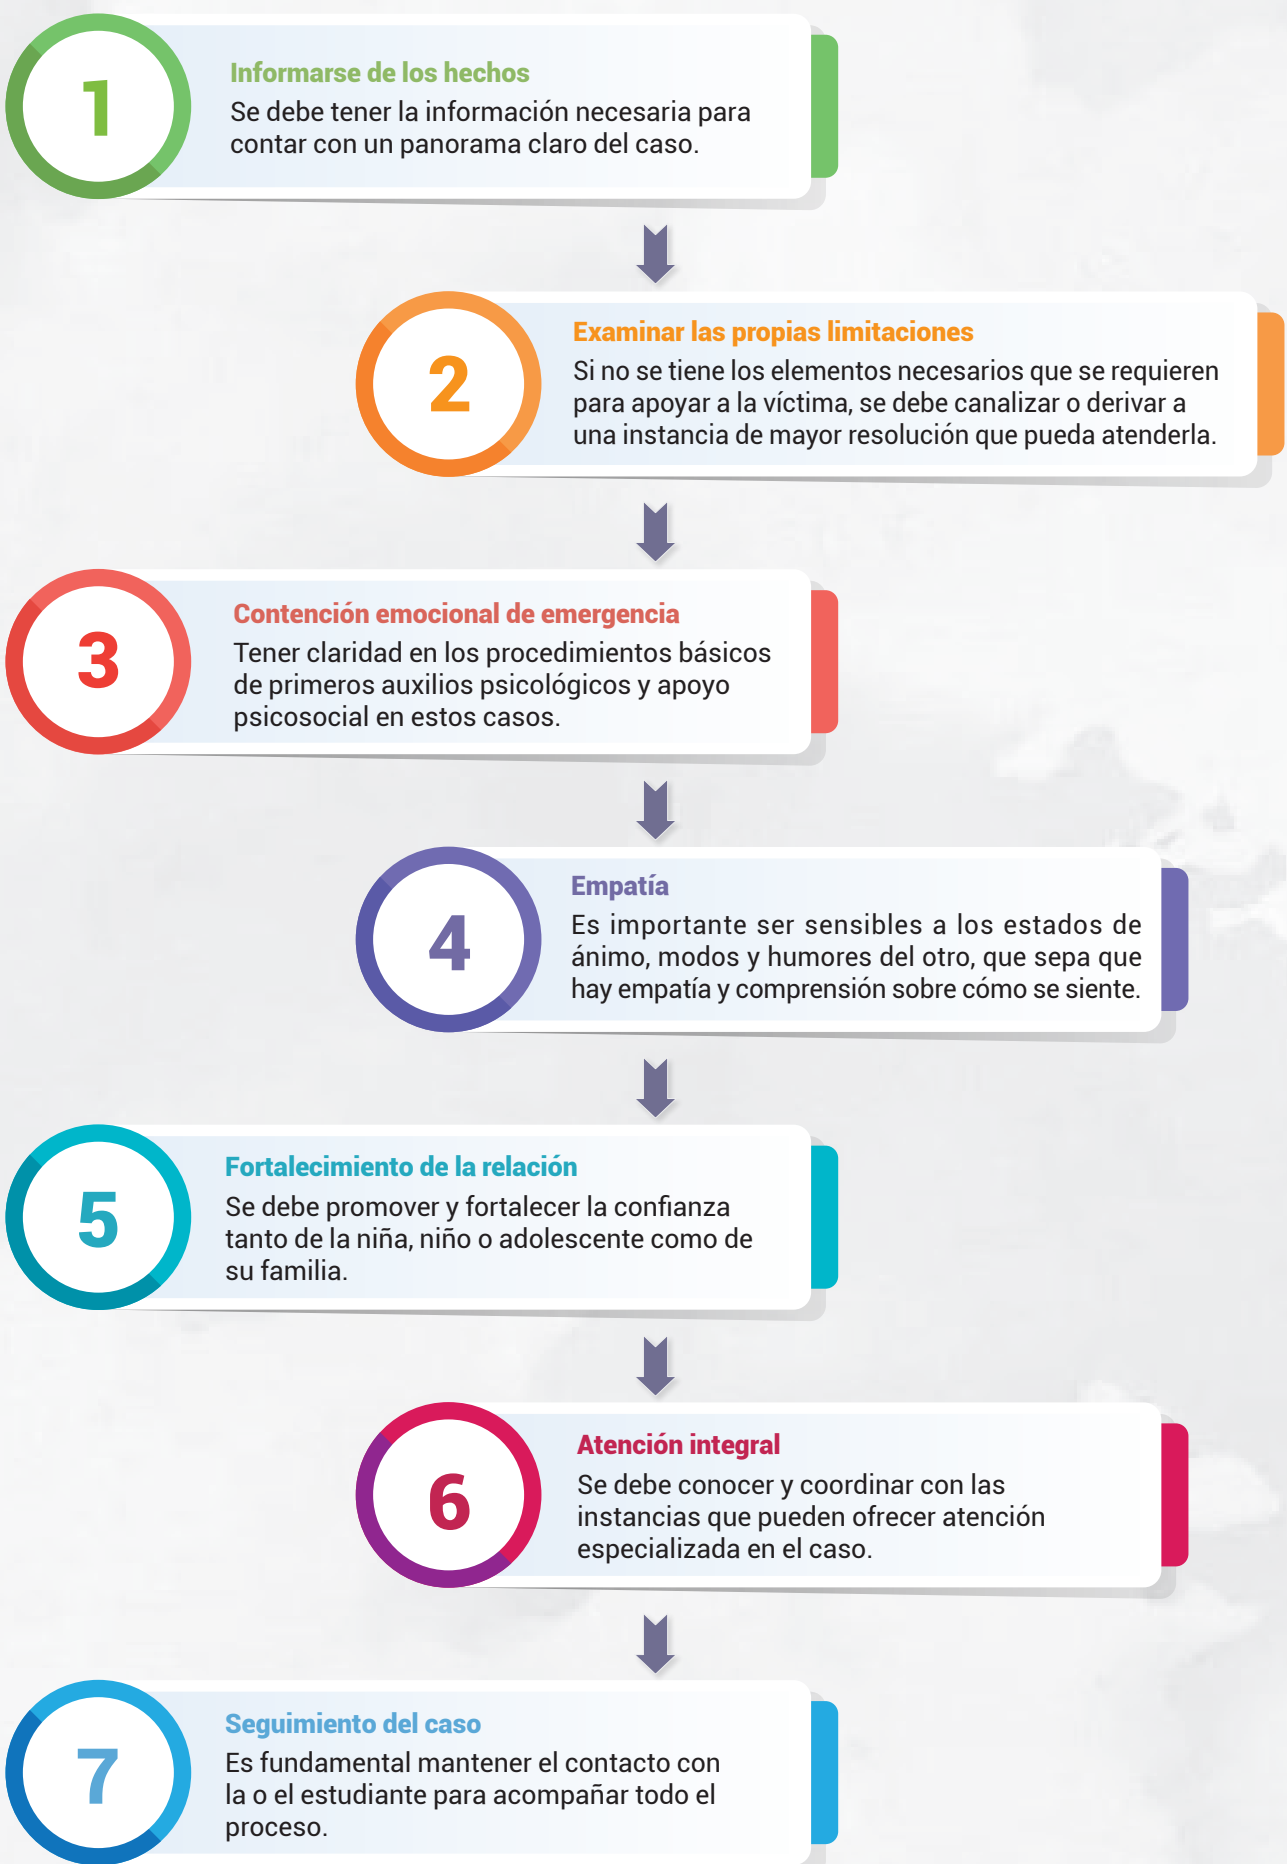 1
Informarse de los hechos
Se debe tener la información necesaria para
contar con un panorama claro del caso.
2
Examinar las propias limitaciones
Si no se tiene los elementos necesarios que se requieren
para apoyar a la víctima, se debe canalizar o derivar a
una instancia de mayor resolución que pueda atenderla.
3
Contención emocional de emergencia
Tener claridad en los procedimientos básicos
de primeros auxilios psicológicos y apoyo
psicosocial en estos casos.
4
Empatía
Es importante ser sensibles a los estados de
ánimo, modos y humores del otro, que sepa que
hay empatía y comprensión sobre cómo se siente.
5
Fortalecimiento de la relación
Se debe promover y fortalecer la confianza
tanto de la niña, niño o adolescente como de
su familia.
6
Atención integral
Se debe conocer y coordinar con las
instancias que pueden ofrecer atención
especializada en el caso.
7
Seguimiento del caso
Es fundamental mantener el contacto con
la o el estudiante para acompañar todo el
proceso.